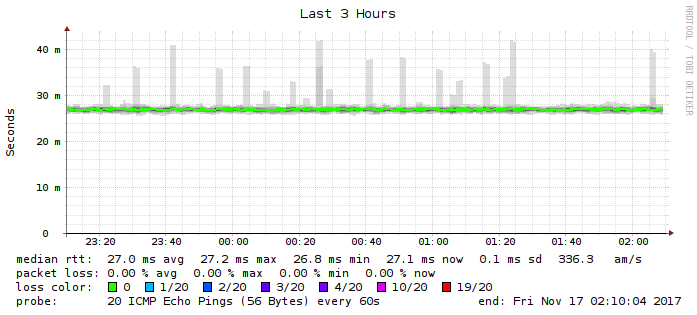 Last 3 Hours
RRDTOOL / TOBI OETIKER
Seconds
40 m
30 m
20 m
10 m
0
23:20 23:40 00:00 00:20 00:40 01:00 01:20 01:40 02:00
median rtt: 27.0 ms avg 27.2 ms max 26.8 ms min 27.1 ms now 0.1 ms sd 336.3 am/s
packet loss: 0.00 % avg 0.00 % max 0.00 % min 0.00 % now
loss color: 0 1/20 2/20 3/20 4/20 10/20 19/20
probe: 20 ICMP Echo Pings (56 Bytes) every 60s end: Fri Nov 17 02:10:04 2017